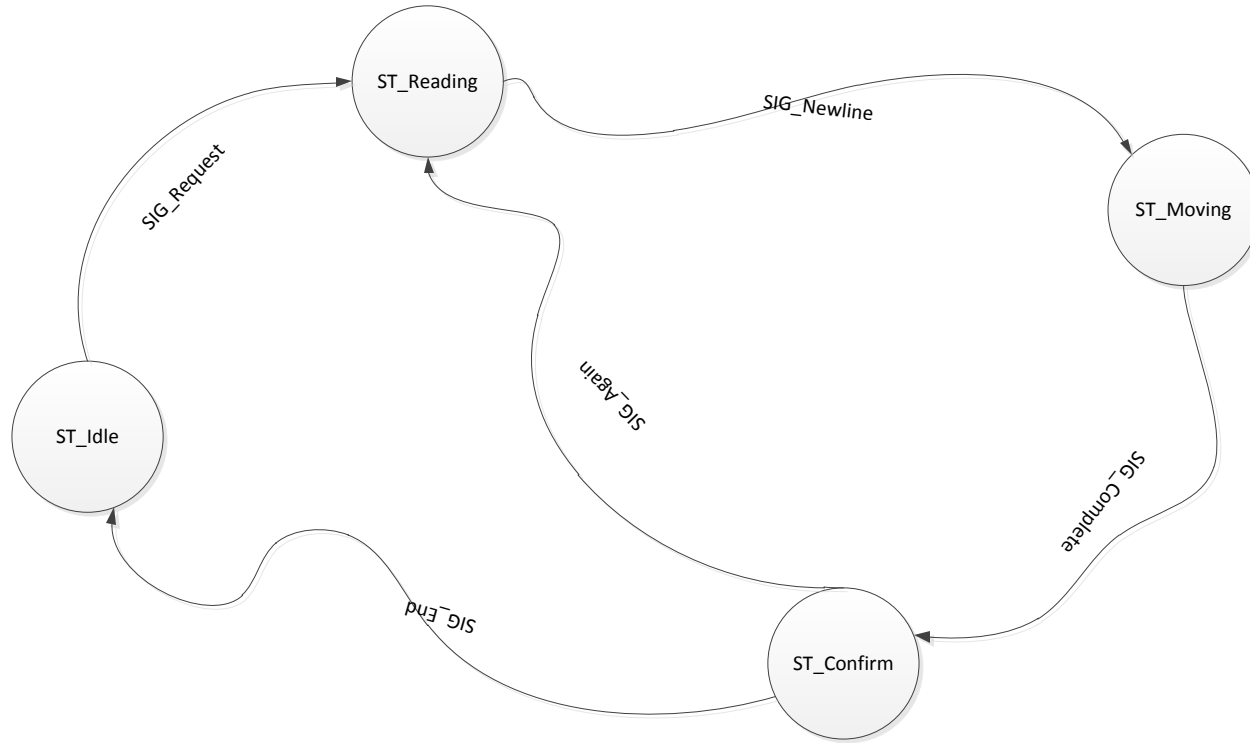 ST_Reading
SIG_Newline
SIG_Request
ST_Moving
SIG_Again
ST_Idle
SIG_Complete
SIG_End
ST_Confirm